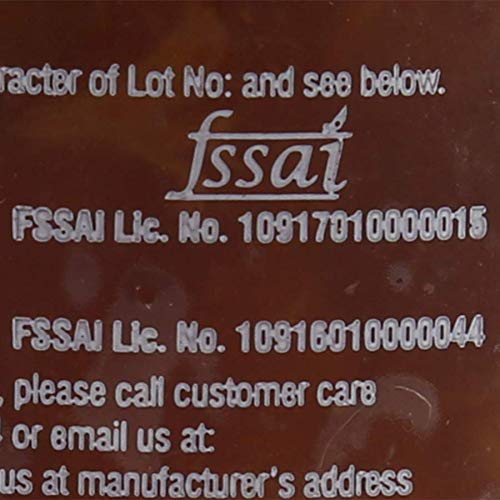 racter of Lot No: and see below.
fssai
FSSAI Lic. No. 10917010000015
FSSAI Lic. No. 10916010000044
, please call customer care
or email us at:
us at manufacturer's address